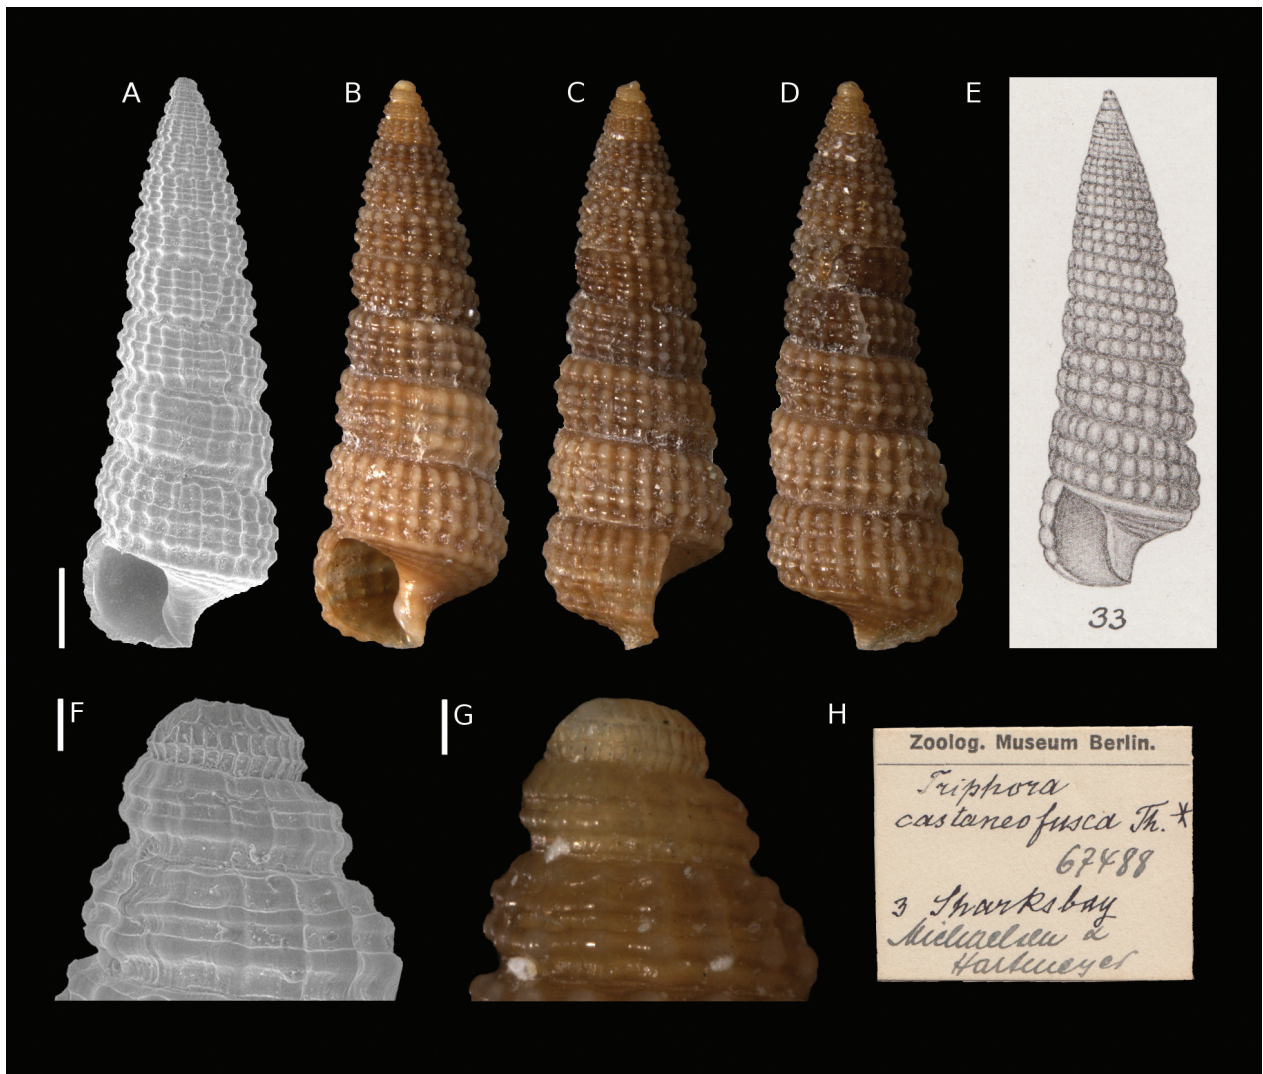 A
B
C
D
E
33
F
G
H
Zoolog. Museum Berlin.
Triphora
castaneofusca Th.*
67488
3 Sharksbay
Michaelsen &
Hartmeyer